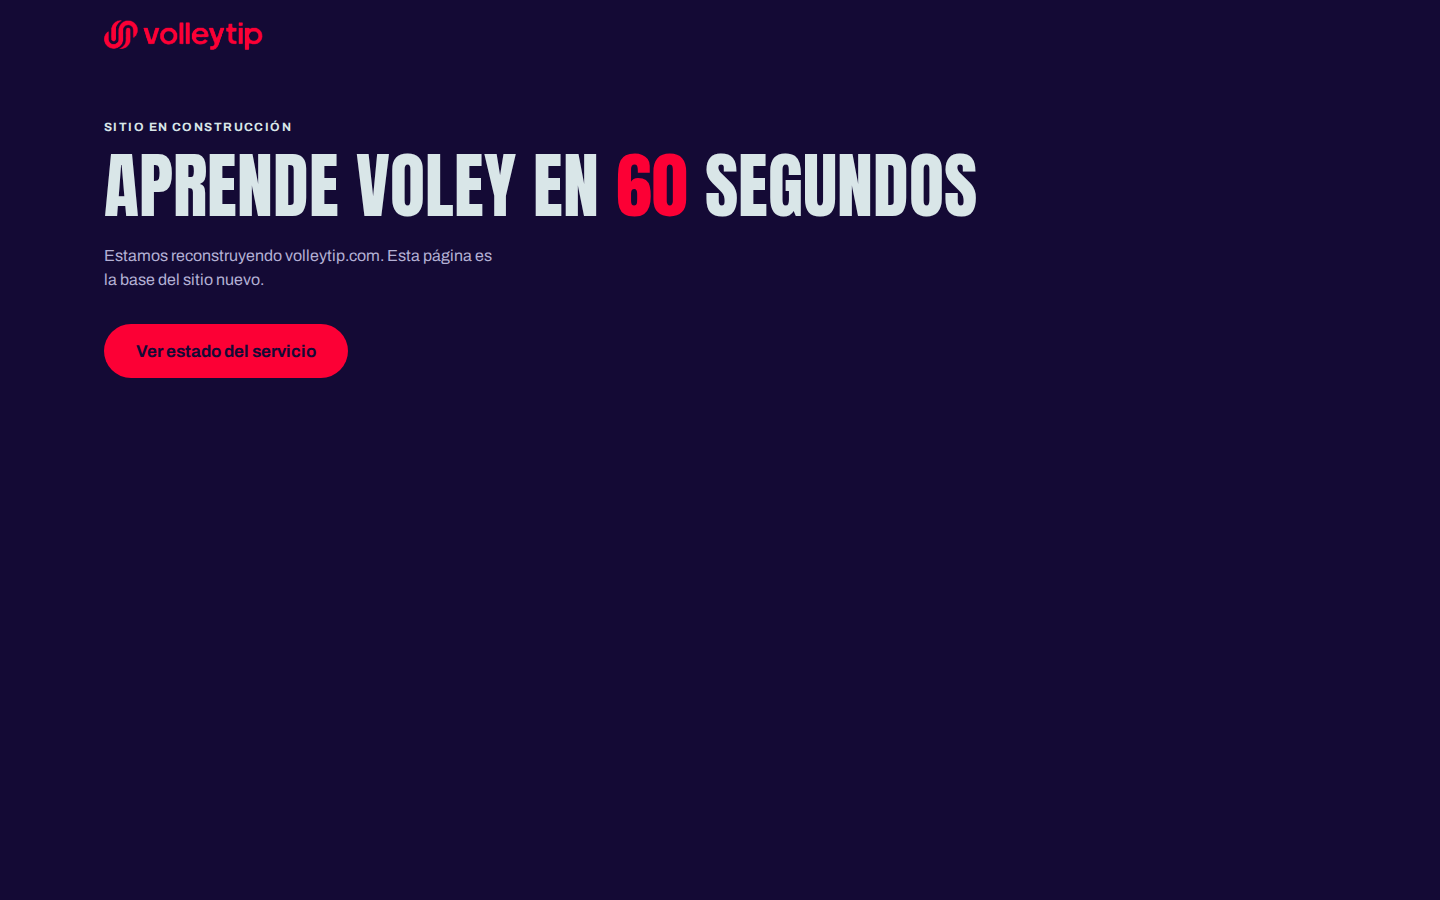 volleytip
SITIO EN CONSTRUCCIÓN
APRENDE VOLEY EN 60 SEGUNDOS
Estamos reconstruyendo volleytip.com. Esta página es
la base del sitio nuevo.
Ver estado del servicio